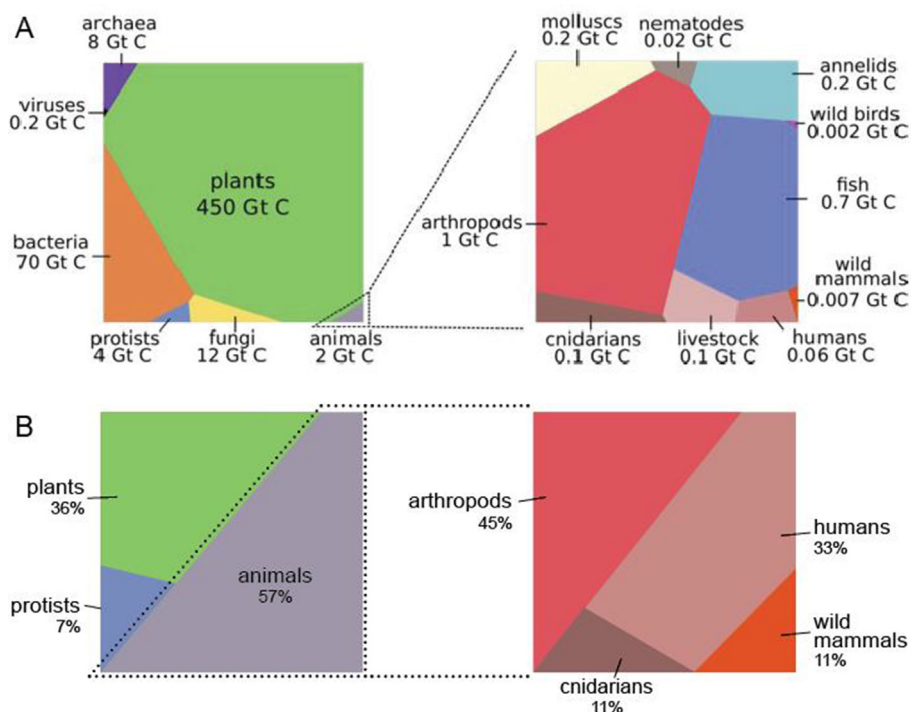 A
archaea
8 Gt C
viruses
0.2 Gt C
plants
450 Gt C
bacteria
70 Gt C
protists
4 Gt C
fungi
12 Gt C
animals
2 Gt C
molluscs
0.2 Gt C
nematodes
0.02 Gt C
annelids
0.2 Gt C
wild birds
0.002 Gt C
fish
0.7 Gt C
arthropods
1 Gt C
wild
mammals
0.007 Gt C
cnidarians
0.1 Gt C
livestock
0.1 Gt C
humans
0.06 Gt C
B
plants
36%
protists
7%
animals
57%
arthropods
45%
humans
33%
wild
mammals
11%
cnidarians
11%